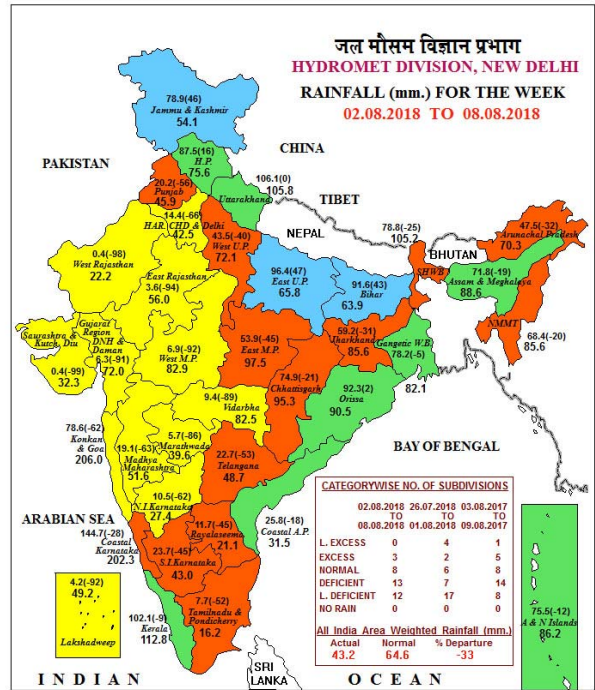 जल मौसम विज्ञान प्रभाग
HYDROMET DIVISION, NEW DELHI
RAINFALL (mm.) FOR THE WEEK
02.08.2018 TO 08.08.2018
78.9(46)
Jammu & Kashmir
54.1
PAKISTAN
CHINA
TIBET
NEPAL
BHUTAN
87.5(16)
H.P.
75.6
106.1(0)
Uttarakhand
105.8
20.2(-56)
Punjab
45.9
14.4(-66)
HAR. CHD & Delhi
42.5
43.5(-40)
West U.P.
72.1
0.4(-98)
West Rajasthan
22.2
East Rajasthan
3.6(-94)
56.0
96.4(47)
East U.P.
65.8
91.6(43)
Bihar
63.9
78.8(-25)
105.2
SHWB
47.5(-32)
Arunachal Pradesh
70.3
71.8(-19)
Assam & Meghalaya
88.6
NMMT
68.4(-20)
85.6
Saurashtra &
Kutch, Diu
0.4(-99)
32.3
Gujarat
Region
DNH &
Daman
6.3(-91)
72.0
6.9(-92)
West M.P.
82.9
53.9(-45)
East M.P.
97.5
59.2(-31)
Jharkhand
85.6
Gangetic W.B.
78.2(-5)
82.1
74.9(-21)
Chhattisgarh
95.3
92.3(2)
Orissa
90.5
9.4(-89)
Vidarbha
82.5
78.6(-62)
Konkan
& Goa
206.0
19.1(-63)
Madhya
Maharashtra
51.6
5.7(-86)
Marathwada
39.6
22.7(-53)
Telangana
48.7
BAY OF BENGAL
10.5(-62)
N.I.Karnataka
27.4
ARABIAN SEA
144.7(-28)
Coastal
Karnataka
202.3
11.7(-45)
Rayalaseema
21.1
25.8(-18)
Coastal A.P.
31.5
23.7(-45)
S.I.Karnataka
43.0
7.7(-52)
Tamilnadu &
Pondicherry
16.2
102.1(-9)
Kerala
112.8
4.2(-92)
49.2
Lakshadweep
75.5(-12)
A & N Islands
86.2
CATEGORYWISE NO. OF SUBDIVISIONS
02.08.2018 26.07.2018 03.08.2017
TO TO TO
08.08.2018 01.08.2018 09.08.2017
L. EXCESS 0 4 1
EXCESS 3 2 5
NORMAL 8 6 8
DEFICIENT 13 7 14
L. DEFICIENT 12 17 8
NO RAIN 0 0 0
All India Area Weighted Rainfall (mm.)
Actual Normal % Departure
43.2 64.6 -33
SRI
LANKA
INDIAN OCEAN